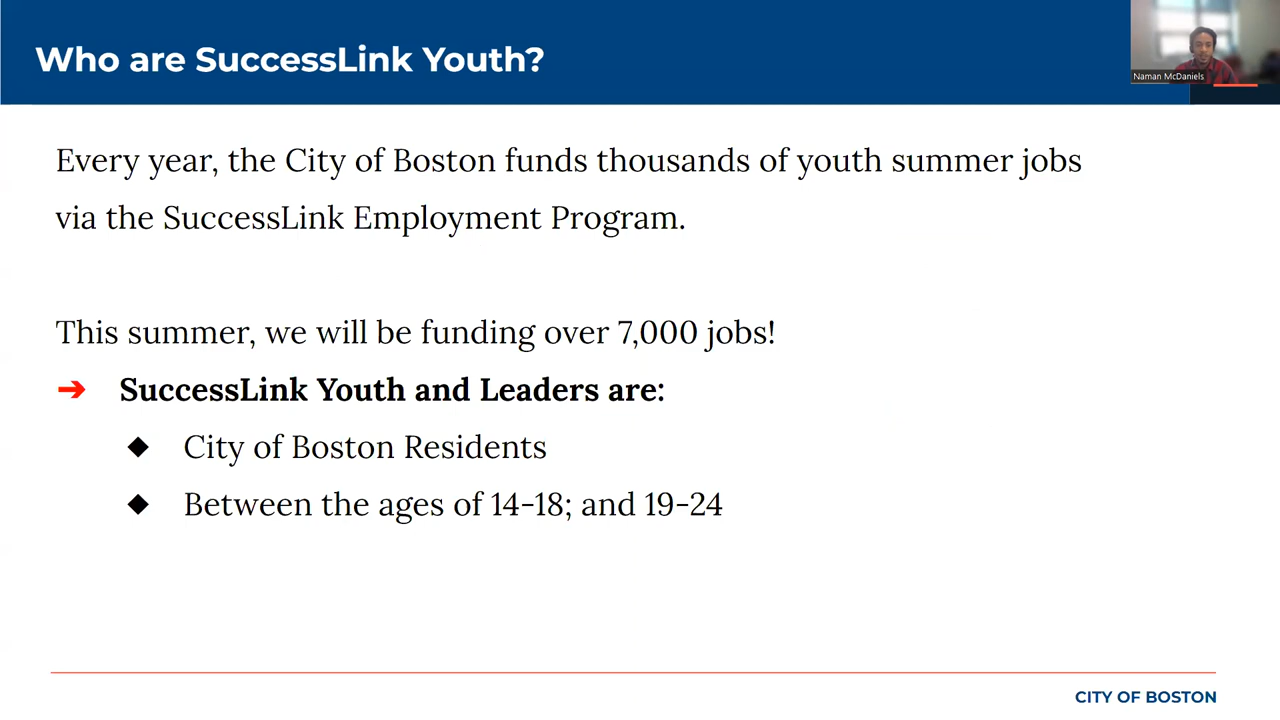 Who are SuccessLink Youth?
Naman McDaniels
Every year, the City of Boston funds thousands of youth summer jobs
via the SuccessLink Employment Program.
This summer, we will be funding over 7,000 jobs!
➔ SuccessLink Youth and Leaders are:
◆ City of Boston Residents
◆ Between the ages of 14-18; and 19-24
CITY OF BOSTON